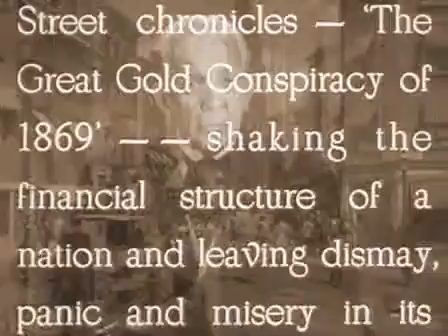 Street chronicles — 'The
Great Gold Conspiracy of
1869' — — shaking the
financial structure of a
nation and leaving dismay,
panic and misery in its